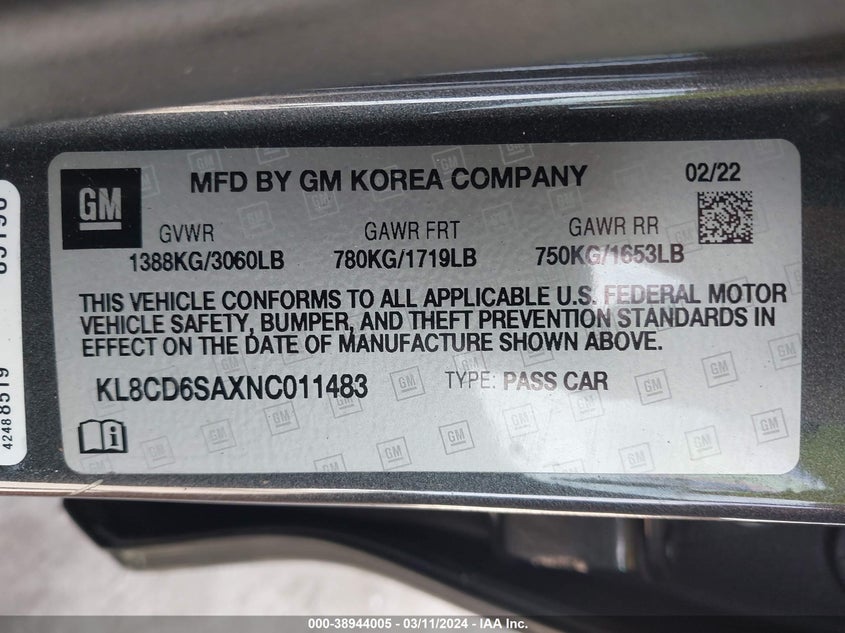 GM
MFD BY GM KOREA COMPANY
02/22
GVWR
GAWR FRT
GAWR RR
1388KG/3060LB
780KG/1719LB
750KG/1653LB
THIS VEHICLE CONFORMS TO ALL APPLICABLE U.S. FEDERAL MOTOR
VEHICLE SAFETY, BUMPER, AND THEFT PREVENTION STANDARDS IN
EFFECT ON THE DATE OF MANUFACTURE SHOWN ABOVE.
KL8CD6SAXNC011483
TYPE: PASS CAR
42488519
000-38944005 - 03/11/2024 - IAA Inc.